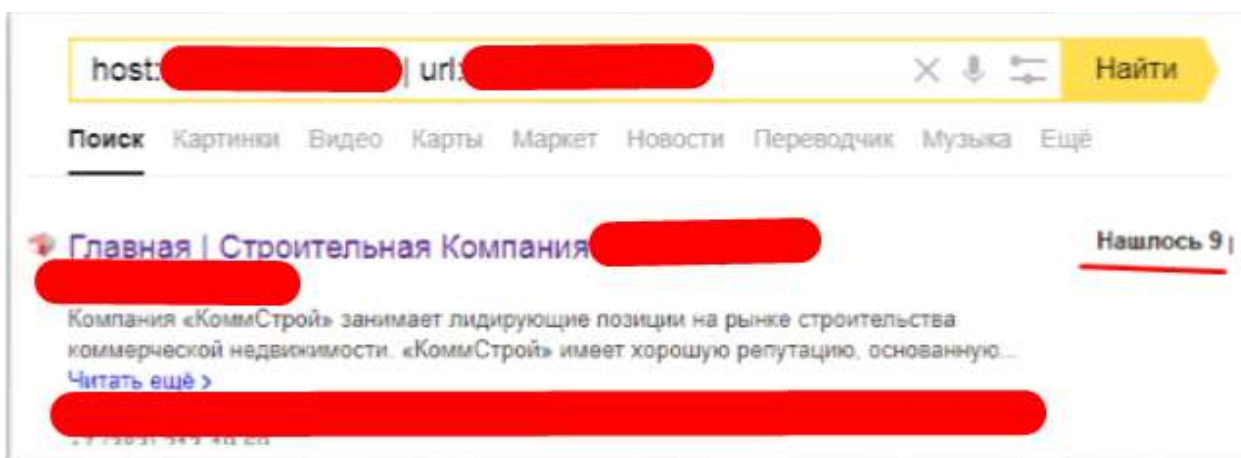 host: | url:
Найти
Поиск Картинки Видео Карты Маркет Новости Переводчик Музыка Ещё
Главная | Строительная Компания
Нашлось 9
Компания «КоммСтрой» занимает лидирующие позиции на рынке строительства
коммерческой недвижимости. «КоммСтрой» имеет хорошую репутацию, основанную...
Читать ещё >